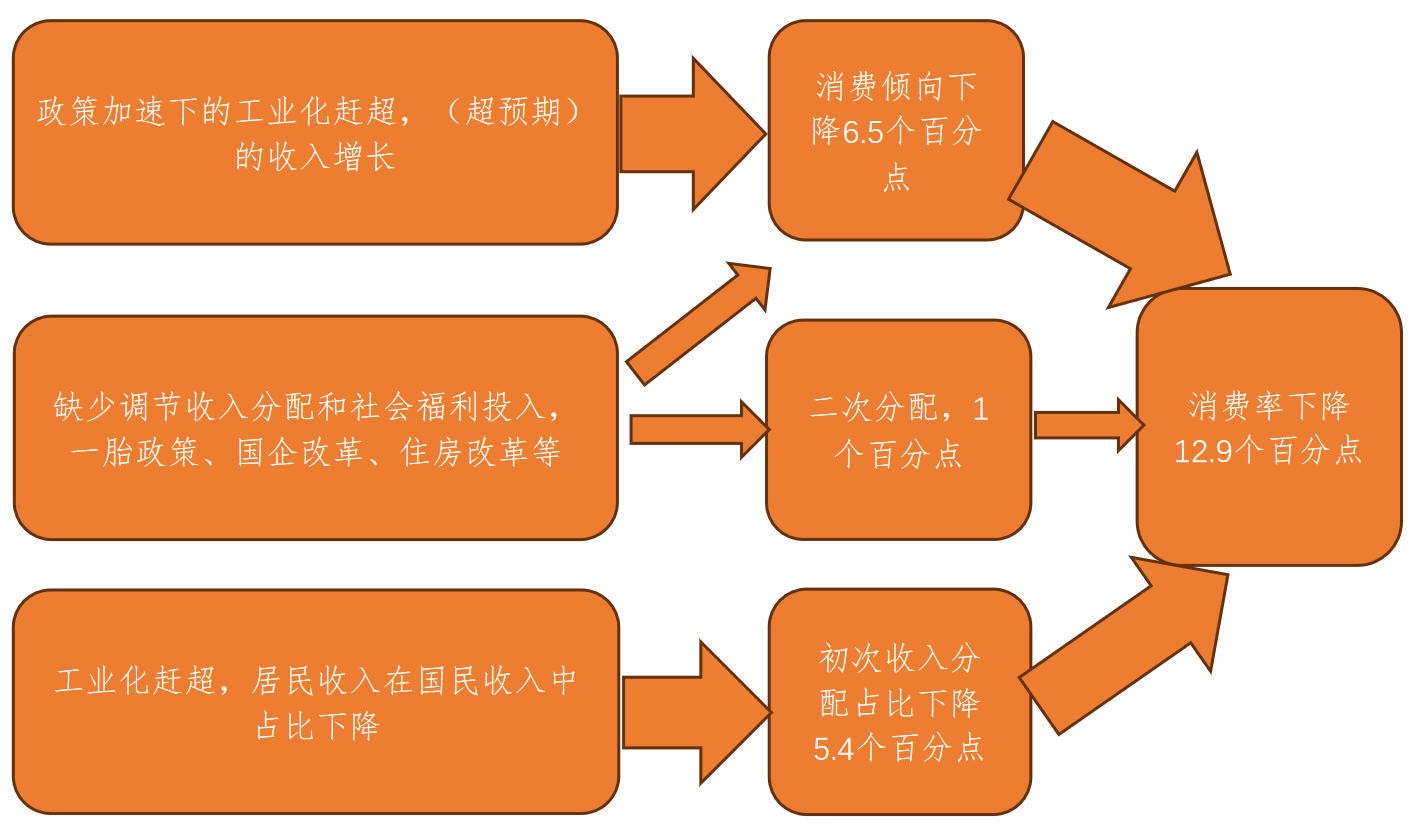 政策加速下的工业化赶超，（超预期）
的收入增长
消费倾向下
降6.5个百分
点
缺少调节收入分配和社会福利投入，
一胎政策、国企改革、住房改革等
二次分配，1
个百分点
消费率下降
12.9个百分点
工业化赶超，居民收入在国民收入中
占比下降
初次收入分
配占比下降
5.4个百分点